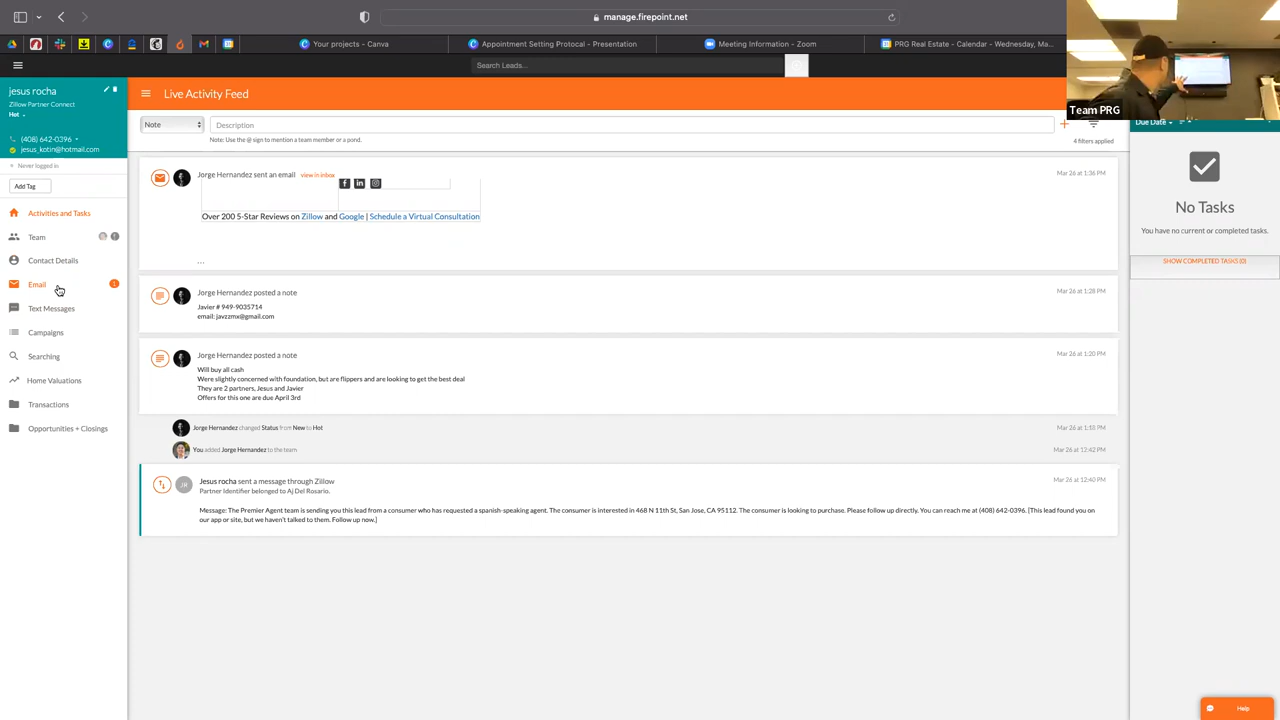 manage.firepoint.net
Your projects - Canva
Appointment Setting Protocal - Presentation
Meeting Information - Zoom
PRG Real Estate - Calendar - Wednesday, Ma...
Search Leads...
Team PRG
jesus rocha
Zillow Partner Connect
Hot
(408) 642-0396
jesus_kotin@hotmail.com
Never logged in
Add Tag
Activities and Tasks
Team
Contact Details
Email
1
Text Messages
Campaigns
Searching
Home Valuations
Transactions
Opportunities + Closings
Live Activity Feed
Note
Description
Note: Use the @ sign to mention a team member or a pond.
4 filters applied
Jorge Hernandez sent an email view in inbox
Mar 26 at 1:36 PM
Over 200 5-Star Reviews on Zillow and Google | Schedule a Virtual Consultation
...
Jorge Hernandez posted a note
Mar 26 at 1:28 PM
Javier # 949-9035714
email: javzzmx@gmail.com
Jorge Hernandez posted a note
Mar 26 at 1:20 PM
Will buy all cash
Were slightly concerned with foundation, but are flippers and are looking to get the best deal
They are 2 partners, Jesus and Javier
Offers for this one are due April 3rd
Jorge Hernandez changed Status from New to Hot
You added Jorge Hernandez to the team
Mar 26 at 12:42 PM
JR
Jesus rocha sent a message through Zillow
Mar 26 at 12:40 PM
Partner Identifier belonged to Aj Del Rosario.
Message: The Premier Agent team is sending you this lead from a consumer who has requested a spanish-speaking agent. The consumer is interested in 468 N 11th St, San Jose, CA 95112. The consumer is looking to purchase. Please follow up directly. You can reach me at (408) 642-0396. [This lead found you on
our app or site, but we haven't talked to them. Follow up now.]
Due Date
No Tasks
You have no current or completed tasks.
SHOW COMPLETED TASKS (0)
Help